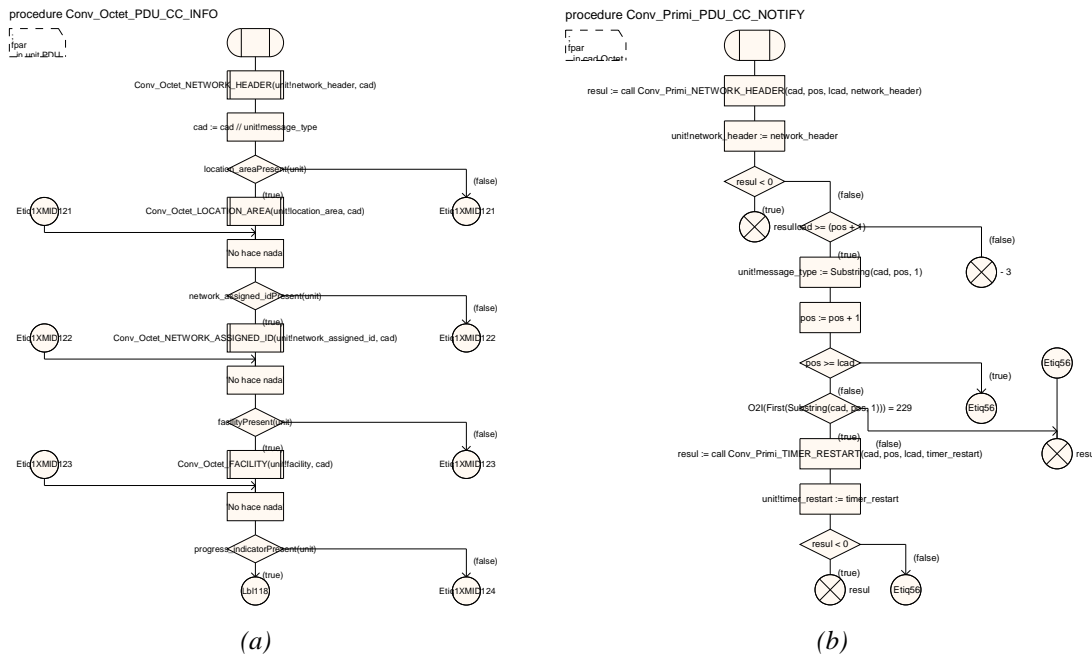 procedure Conv_Octet_PDU_CC_INFO
;
fpar
in unit PDU
Conv_Octet_NETWORK_HEADER(unit!network_header, cad)
cad := cad // unit!message_type
location_areaPresent(unit)
(false)
(true)
Etiq1XMID121
Conv_Octet_LOCATION_AREA(unit!location_area, cad)
Etiq1XMID121
'No hace nada'
network_assigned_idPresent(unit)
(false)
(true)
Etiq1XMID122
Conv_Octet_NETWORK_ASSIGNED_ID(unit!network_assigned_id, cad)
Etiq1XMID122
'No hace nada'
facilityPresent(unit)
(false)
(true)
Etiq1XMID123
Conv_Octet_FACILITY(unit!facility, cad)
Etiq1XMID123
'No hace nada'
progress_indicatorPresent(unit)
(false)
(true)
Lbl118
Etiq1XMID124
(a)
procedure Conv_Primi_PDU_CC_NOTIFY
;
fpar
in cad Octet
resul := call Conv_Primi_NETWORK_HEADER(cad, pos, lcad, network_header)
unit!network_header := network_header
resul < 0
(false)
(true)
resul
lcad >= (pos + 1)
(false)
(true)
unit!message_type := Substring(cad, pos, 1)
- 3
pos := pos + 1
pos >= lcad
Etiq56
(true)
(false)
O2I(First(Substring(cad, pos, 1))) = 229
Etiq56
(true)
(false)
resul := call Conv_Primi_TIMER_RESTART(cad, pos, lcad, timer_restart)
unit!timer_restart := timer_restart
resul < 0
(false)
(true)
resul
Etiq56
(b)